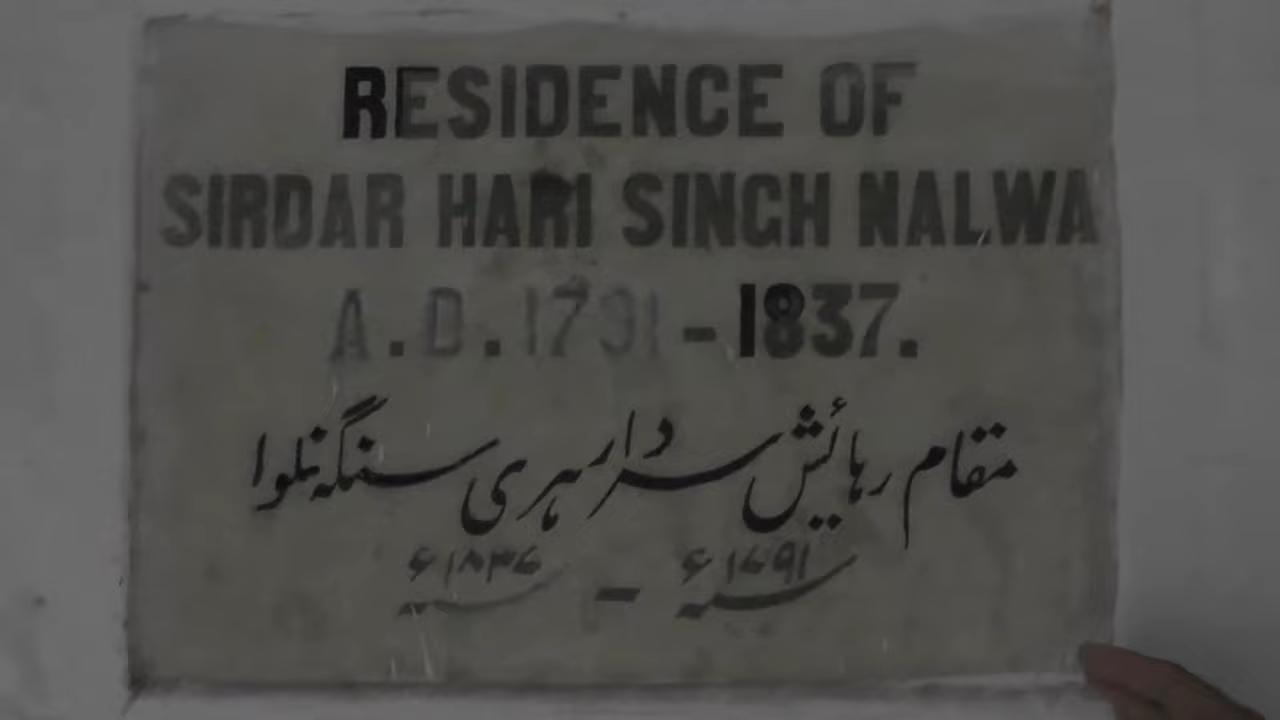 RESIDENCE OF
SIRDAR HARI SINGH NALWA
A.D.1791-1837.
مقام رہائش سردار ہری سنگھ نلوا
۱۷۹۱ء - ۱۸۳۷ء